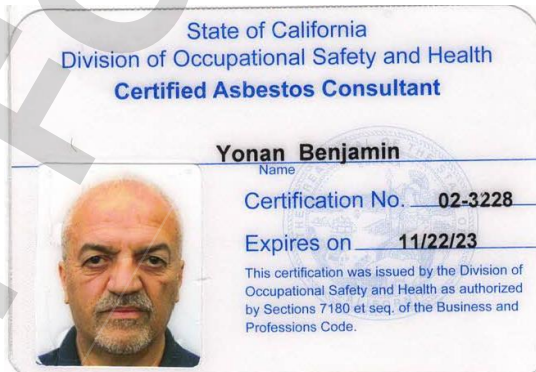 State of California
Division of Occupational Safety and Health
Certified Asbestos Consultant
Yonan Benjamin
Name
Certification No. 02-3228
Expires on 11/22/23
This certification was issued by the Division of
Occupational Safety and Health as authorized
by Sections 7180 et seq. of the Business and
Professions Code.